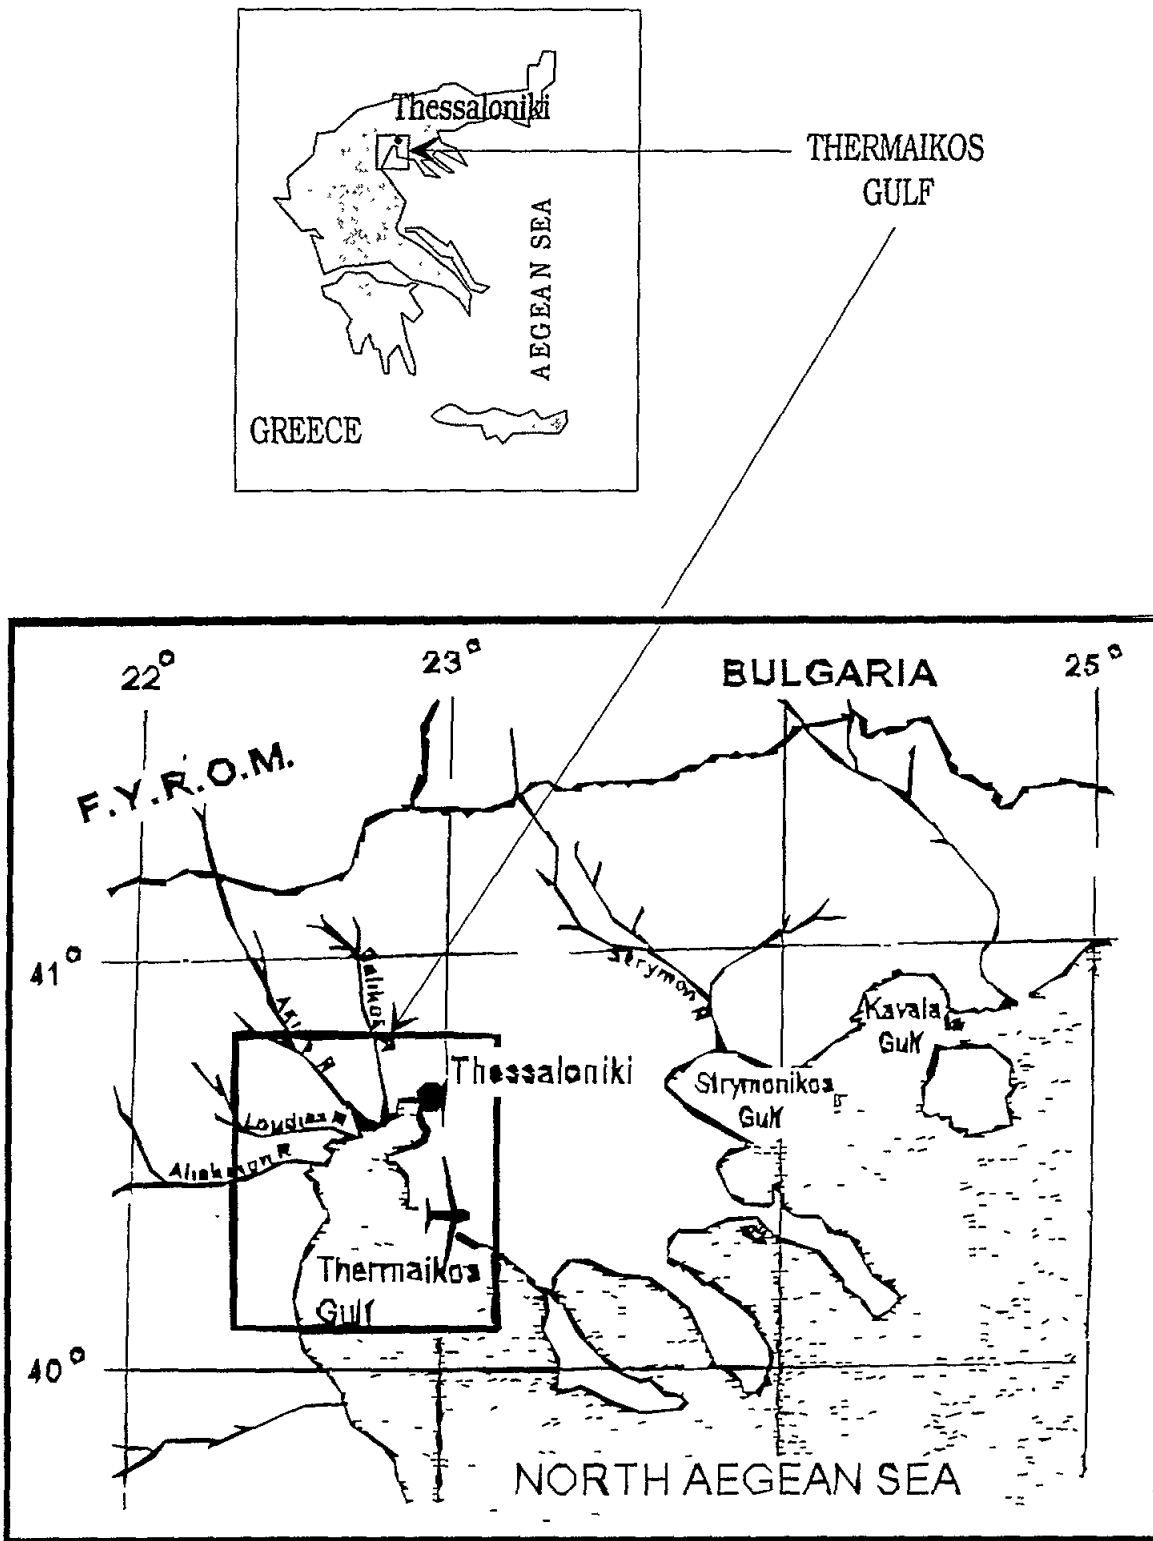 Thessaloniki
THERMAIKOS
GULF
AEGEAN SEA
GREECE
22°
23°
BULGARIA
25°
F.Y.R.O.M.
41°
Strymon R
Kavala
Gulf
Thessaloniki
Strymonikos
Gulf
Loudias R
Aliakmon R
Thermaikos
Gulf
40°
NORTH AEGEAN SEA